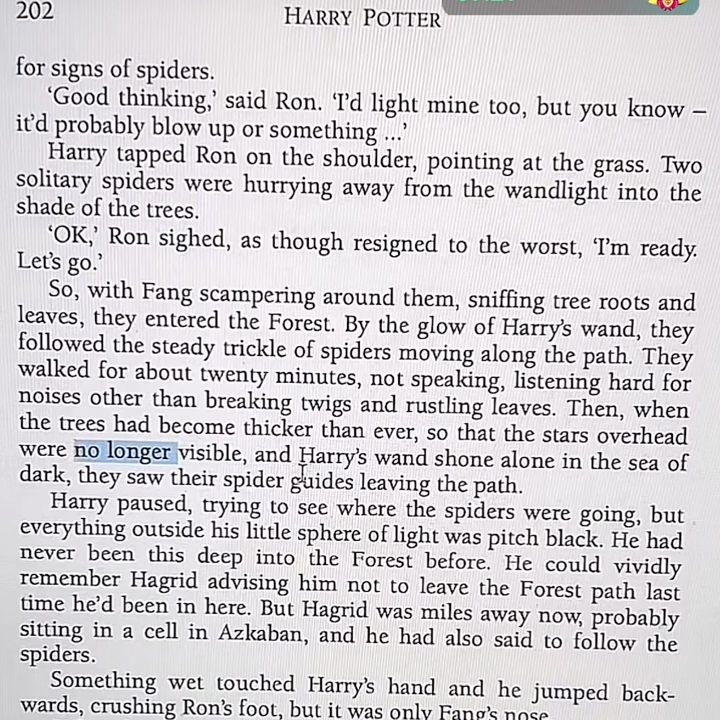 202
HARRY POTTER
for signs of spiders.
‘Good thinking,’ said Ron. ‘I’d light mine too, but you know –
it’d probably blow up or something ...’
Harry tapped Ron on the shoulder, pointing at the grass. Two
solitary spiders were hurrying away from the wandlight into the
shade of the trees.
‘OK,’ Ron sighed, as though resigned to the worst, ‘I’m ready.
Let’s go.’
So, with Fang scampering around them, sniffing tree roots and
leaves, they entered the Forest. By the glow of Harry’s wand, they
followed the steady trickle of spiders moving along the path. They
walked for about twenty minutes, not speaking, listening hard for
noises other than breaking twigs and rustling leaves. Then, when
the trees had become thicker than ever, so that the stars overhead
were no longer visible, and Harry’s wand shone alone in the sea of
dark, they saw their spider guides leaving the path.
Harry paused, trying to see where the spiders were going, but
everything outside his little sphere of light was pitch black. He had
never been this deep into the Forest before. He could vividly
remember Hagrid advising him not to leave the Forest path last
time he’d been in here. But Hagrid was miles away now, probably
sitting in a cell in Azkaban, and he had also said to follow the
spiders.
Something wet touched Harry’s hand and he jumped back-
wards, crushing Ron’s foot, but it was only Fang’s nose.